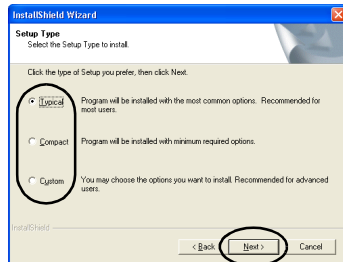 InstallShield Wizard
Setup Type
Select the Setup Type to install.
Click the type of Setup you prefer, then click Next.
Typical Program will be installed with the most common options. Recommended for
most users.
Compact Program will be installed with minimum required options.
Custom You may choose the options you want to install. Recommended for advanced
users.
InstallShield
< Back Next > Cancel